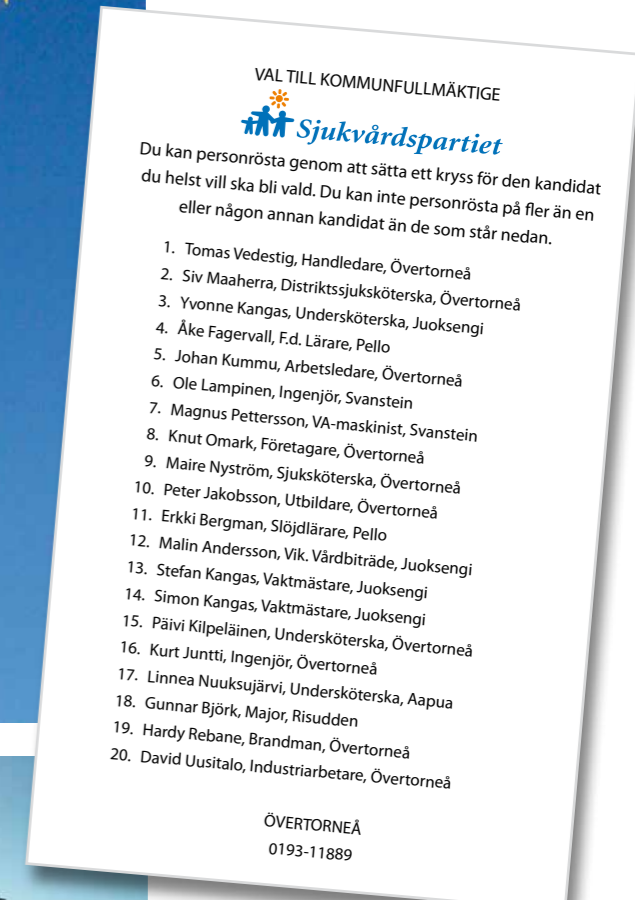 VAL TILL KOMMUNFULLMÄKTIGE
Sjukvårdspartiet
Du kan personrösta genom att sätta ett kryss för den kandidat
du helst vill ska bli vald. Du kan inte personrösta på fler än en
eller någon annan kandidat än de som står nedan.
1. Tomas Vedestig, Handledare, Övertorneå
2. Siv Maaherra, Distriktssjuksköterska, Övertorneå
3. Yvonne Kangas, Undersköterska, Juoksengi
4. Åke Fagervall, F.d. Lärare, Pello
5. Johan Kummu, Arbetsledare, Övertorneå
6. Ole Lampinen, Ingenjör, Svanstein
7. Magnus Pettersson, VA-maskinist, Svanstein
8. Knut Omark, Företagare, Övertorneå
9. Maire Nyström, Sjuksköterska, Övertorneå
10. Peter Jakobsson, Utbildare, Övertorneå
11. Erkki Bergman, Slöjdlärare, Pello
12. Malin Andersson, Vik. Vårdbiträde, Juoksengi
13. Stefan Kangas, Vaktmästare, Juoksengi
14. Simon Kangas, Vaktmästare, Juoksengi
15. Päivi Kilpeläinen, Undersköterska, Övertorneå
16. Kurt Juntti, Ingenjör, Övertorneå
17. Linnea Nuuksujärvi, Undersköterska, Aapua
18. Gunnar Björk, Major, Risudden
19. Hardy Rebane, Brandman, Övertorneå
20. David Uusitalo, Industriarbetare, Övertorneå
ÖVERTORNEÅ
0193-11889